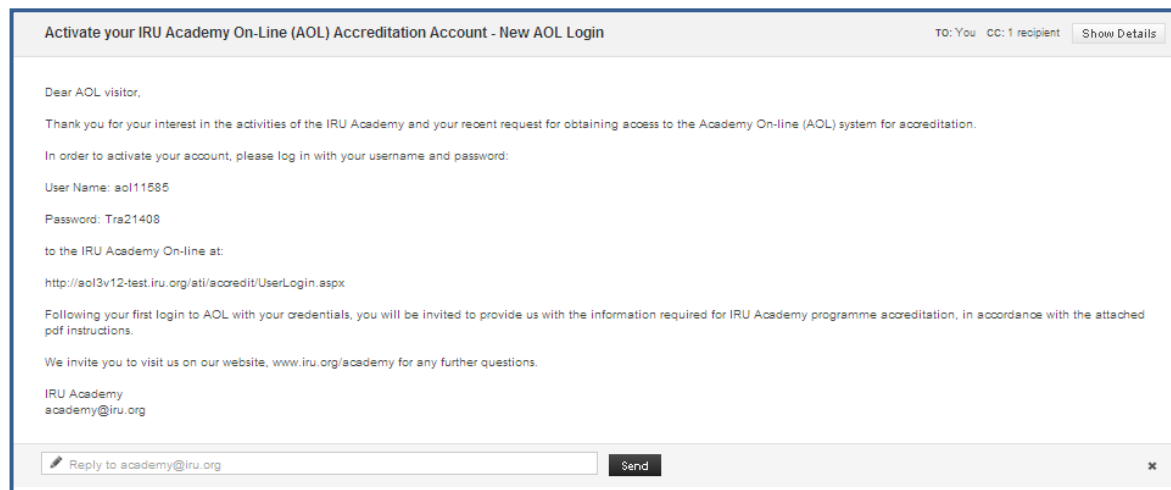 Activate your IRU Academy On-Line (AOL) Accreditation Account - New AOL Login
TO: You CC: 1 recipient Show Details
Dear AOL visitor,
Thank you for your interest in the activities of the IRU Academy and your recent request for obtaining access to the Academy On-line (AOL) system for accreditation.
In order to activate your account, please log in with your username and password:
User Name: aol11585
Password: Tra21408
to the IRU Academy On-line at:
http://aol3v12-test.iru.org/ati/accredit/UserLogin.aspx
Following your first login to AOL with your credentials, you will be invited to provide us with the information required for IRU Academy programme accreditation, in accordance with the attached
pdf instructions.
We invite you to visit us on our website, www.iru.org/academy for any further questions.
IRU Academy
academy@iru.org
Reply to academy@iru.org
Send